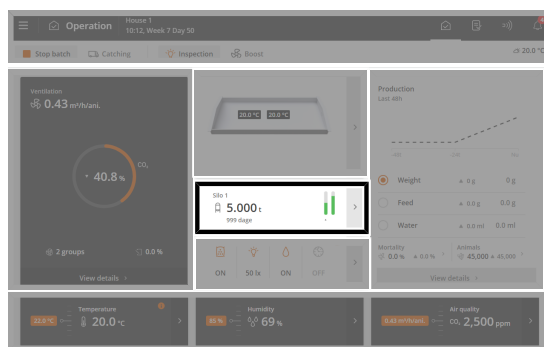 Operation
House 1
10:12, Week 7 Day 50
Stop batch
Catching
Inspection
Boost
20.0 °C
Ventilation
0.43 m³/h/ani.
CO₂
40.8 %
2 groups
0.0 %
View details
20.0 °C
20.0 °C
Silo 1
5.000 t
999 dage
ON
50 lx
ON
OFF
Production
Last 48h
Weight
0 g
0 g
Feed
0.0 g
0.0 g
Water
0.0 ml
0.0 ml
Mortality
0.0 %
0.0 %
Animals
45,000
45,000
View details
Temperature
22.0 °C
20.0 °C
Humidity
69 %
Air quality
0.43 m³/h/ani.
CO₂ 2,500 ppm